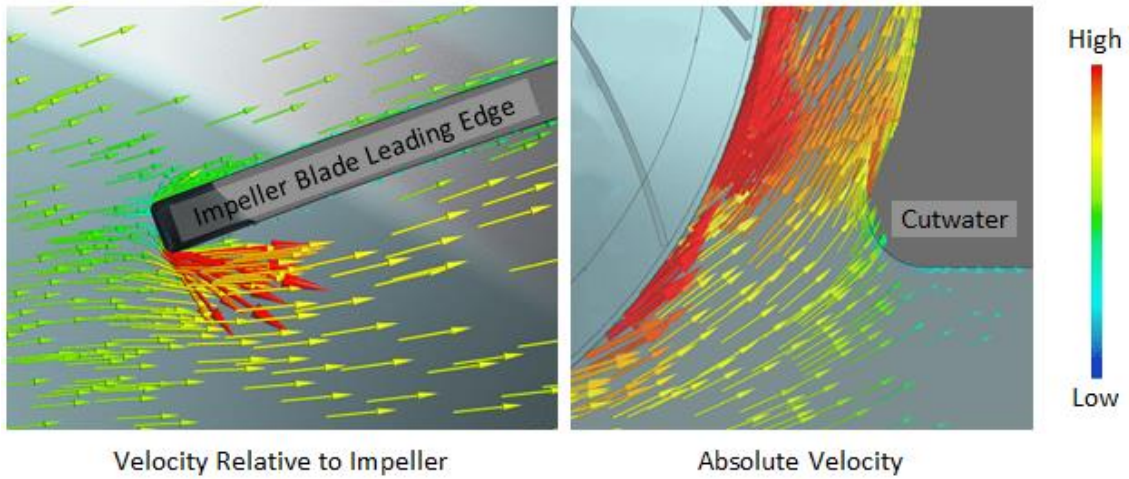 Impeller Blade Leading Edge
Cutwater
High
Low
Velocity Relative to Impeller
Absolute Velocity